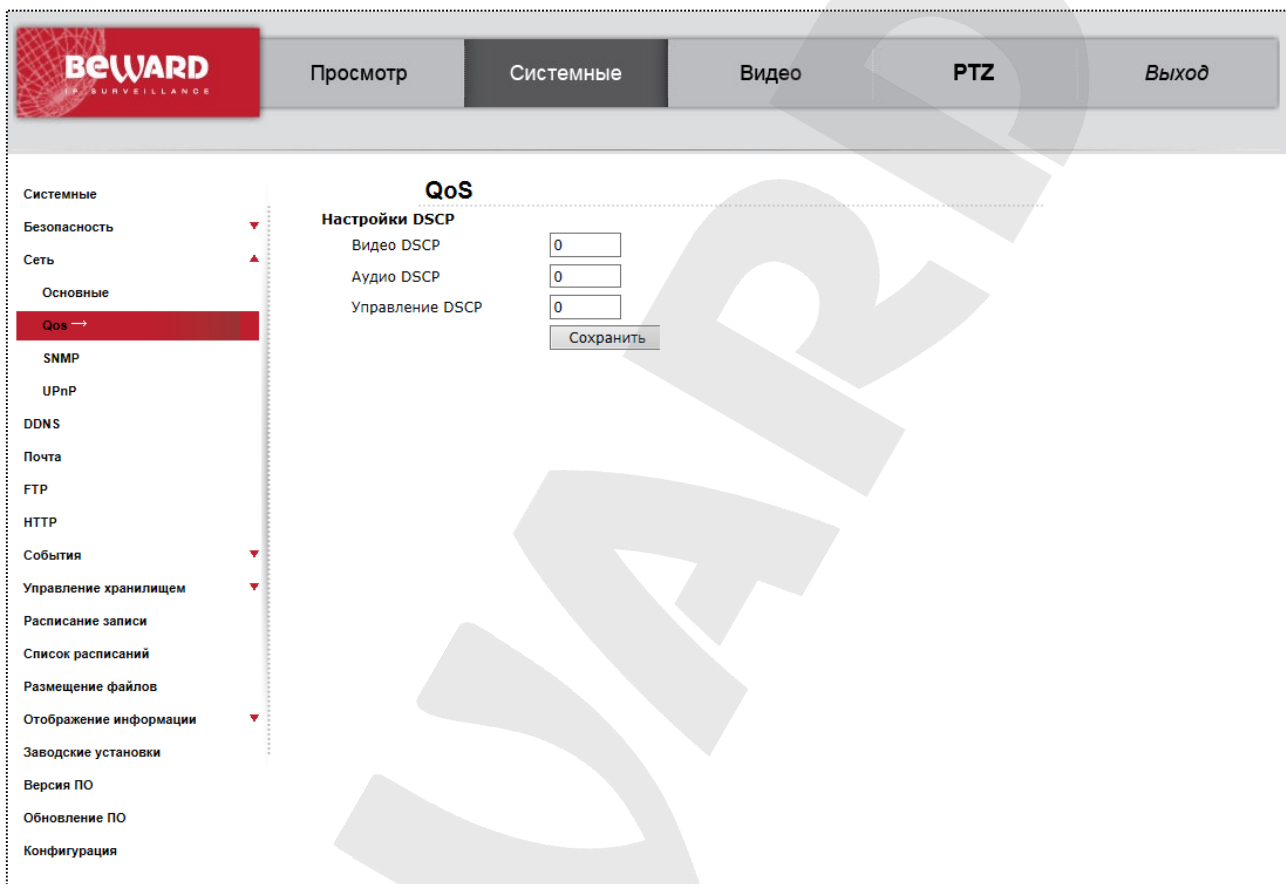 BEWARD
IP SURVEILLANCE
Просмотр
Системные
Видео
PTZ
Выход
Системные
Безопасность
Сеть
Основные
Qos →
SNMP
UPnP
DDNS
Почта
FTP
HTTP
События
Управление хранилищем
Расписание записи
Список расписаний
Размещение файлов
Отображение информации
Заводские установки
Версия ПО
Обновление ПО
Конфигурация
QoS
Настройки DSCP
Видео DSCP 0
Аудио DSCP 0
Управление DSCP 0
Сохранить